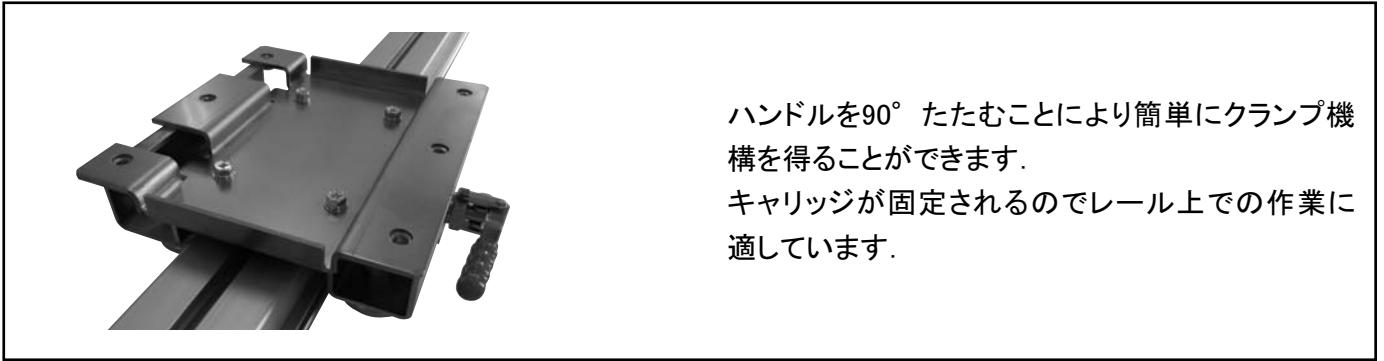 ハンドルを90° たたむことにより簡単にクランプ機
構を得ることができます.
キャリッジが固定されるのでレール上での作業に
適しています.